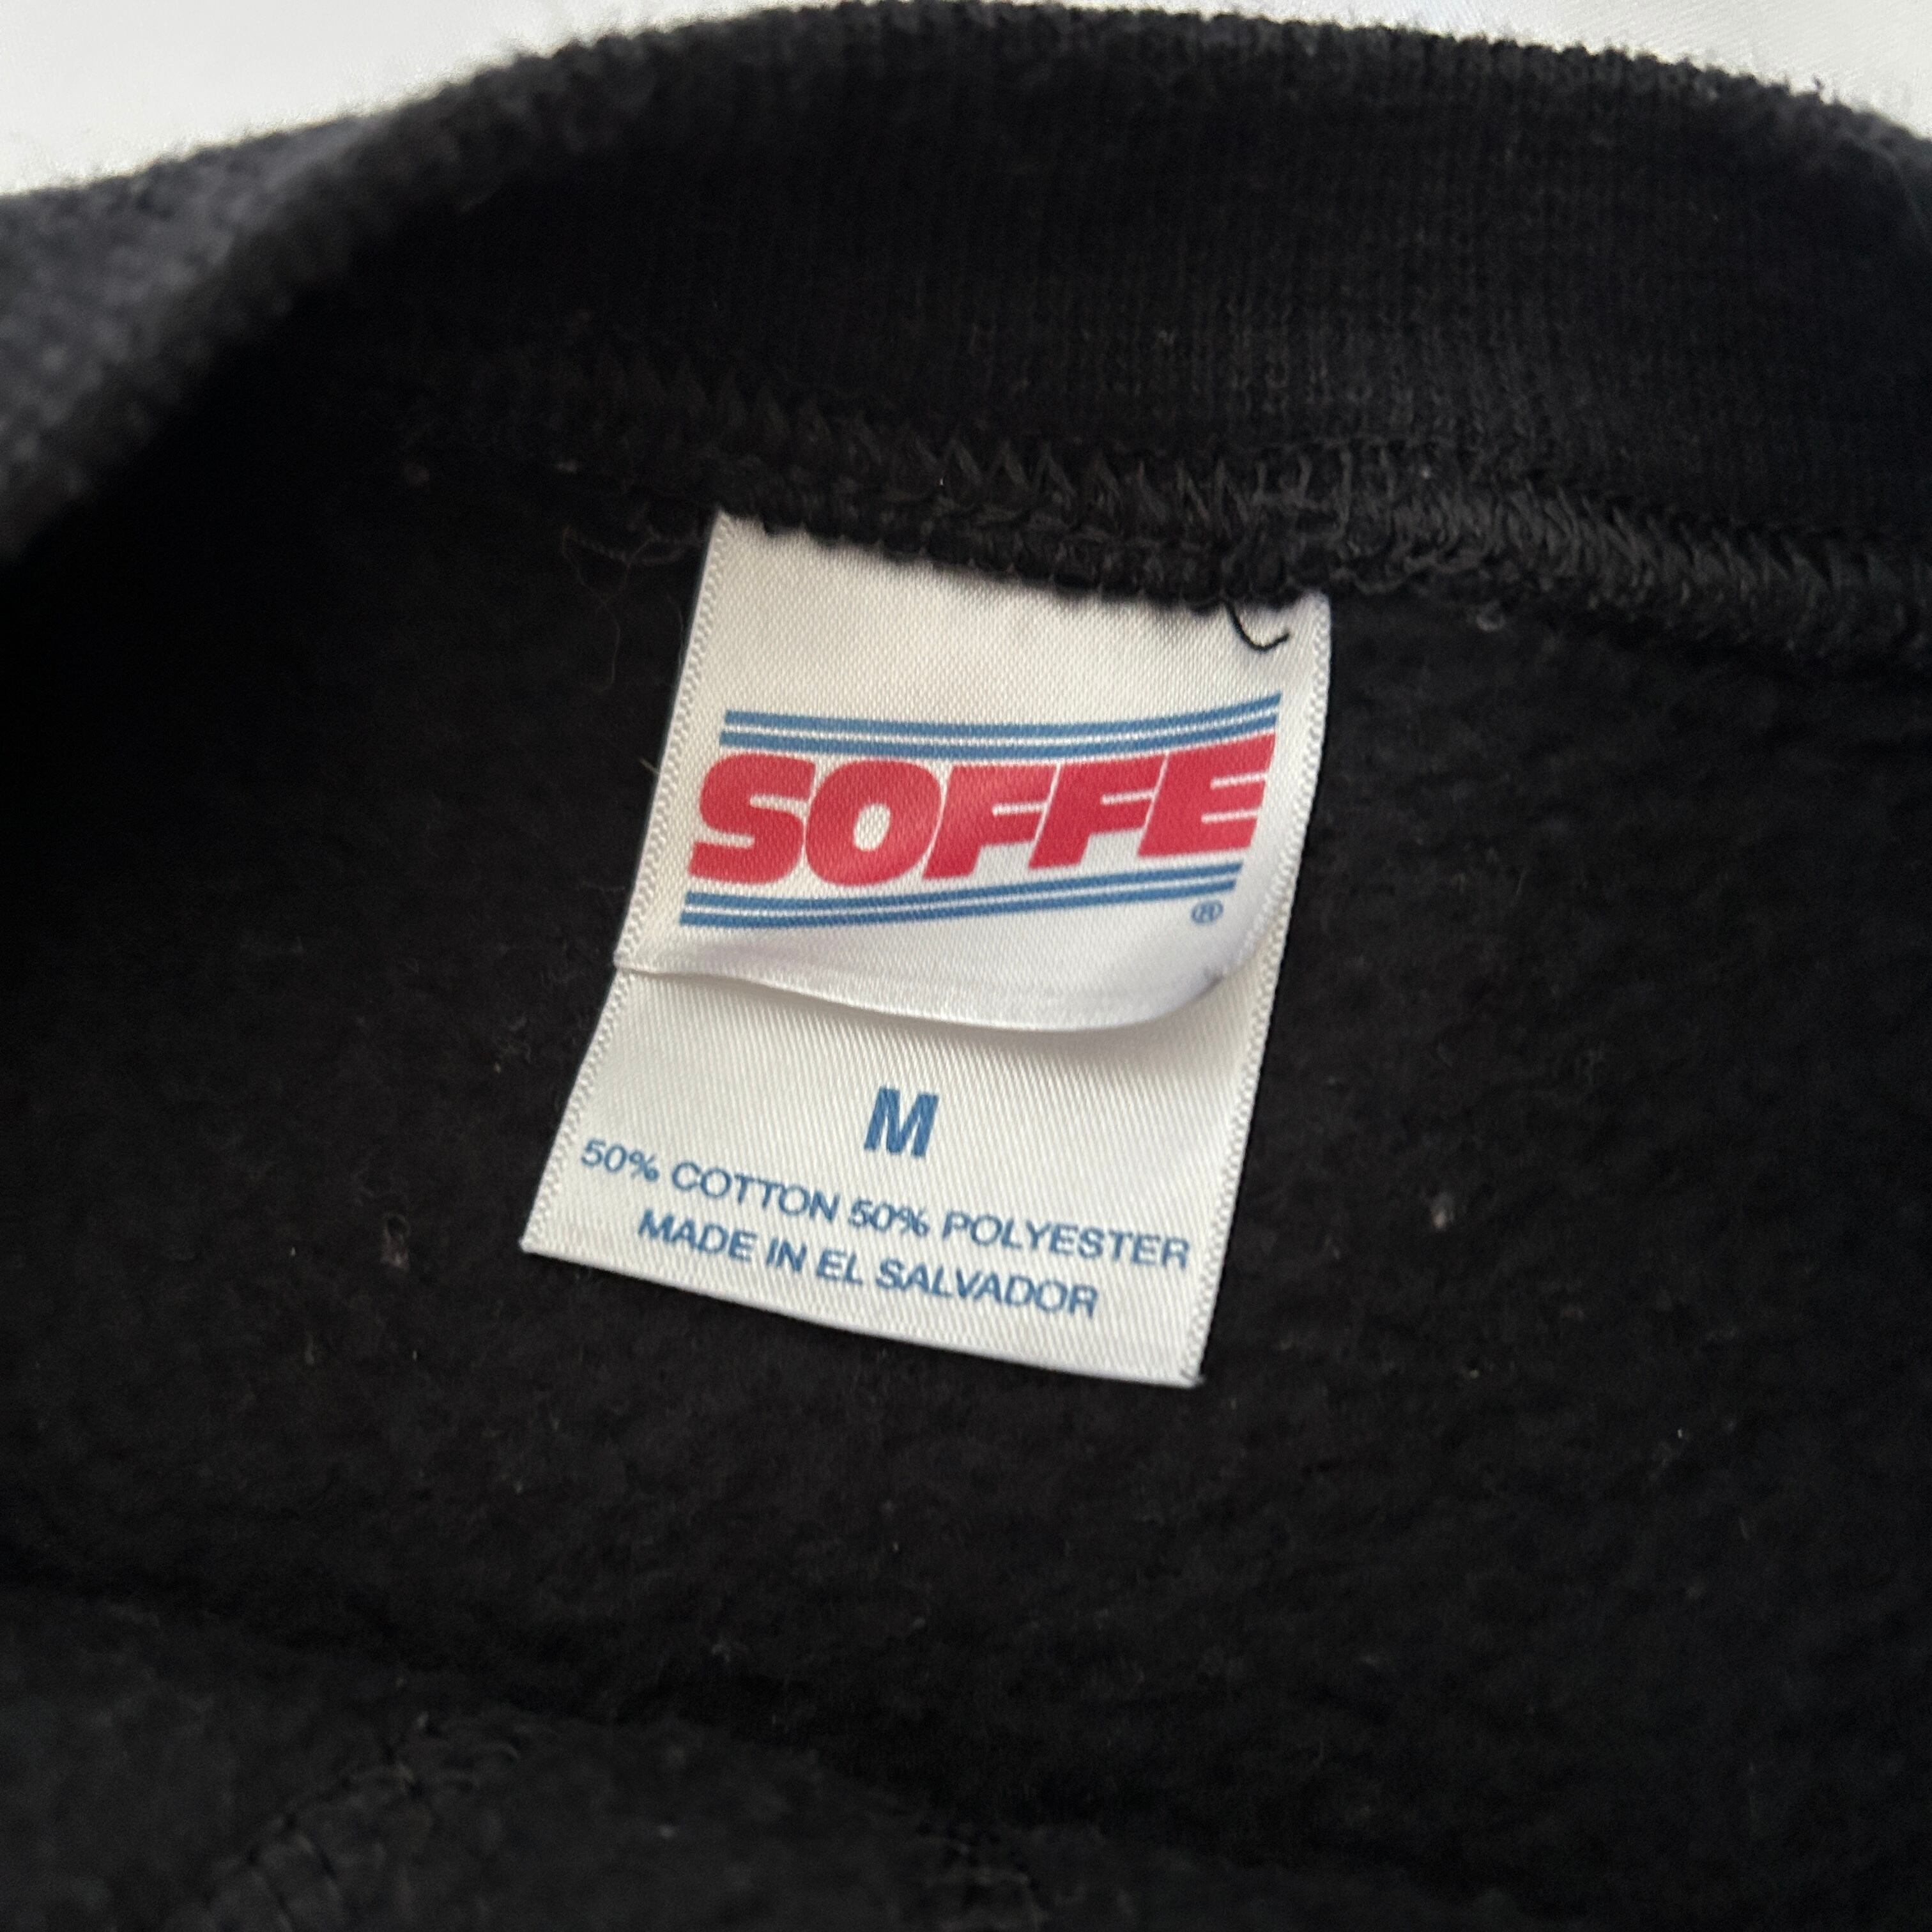 SOFFE
®
M
50% COTTON 50% POLYESTER
MADE IN EL SALVADOR